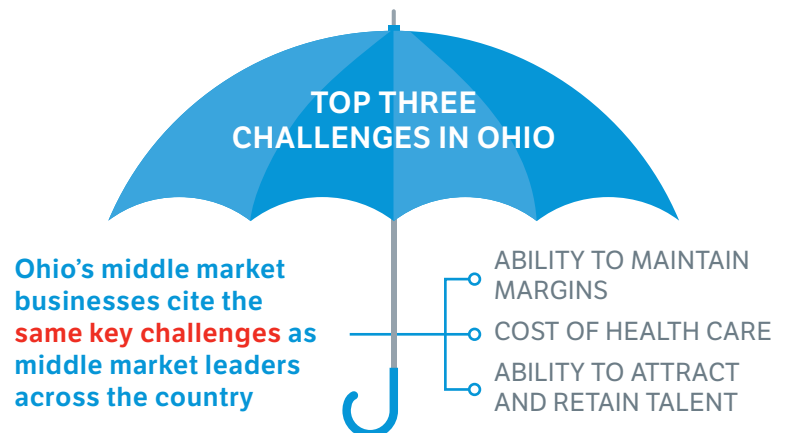 TOP THREE
CHALLENGES IN OHIO
Ohio's middle market
businesses cite the
same key challenges as
middle market leaders
across the country
ABILITY TO MAINTAIN
MARGINS
COST OF HEALTH CARE
ABILITY TO ATTRACT
AND RETAIN TALENT